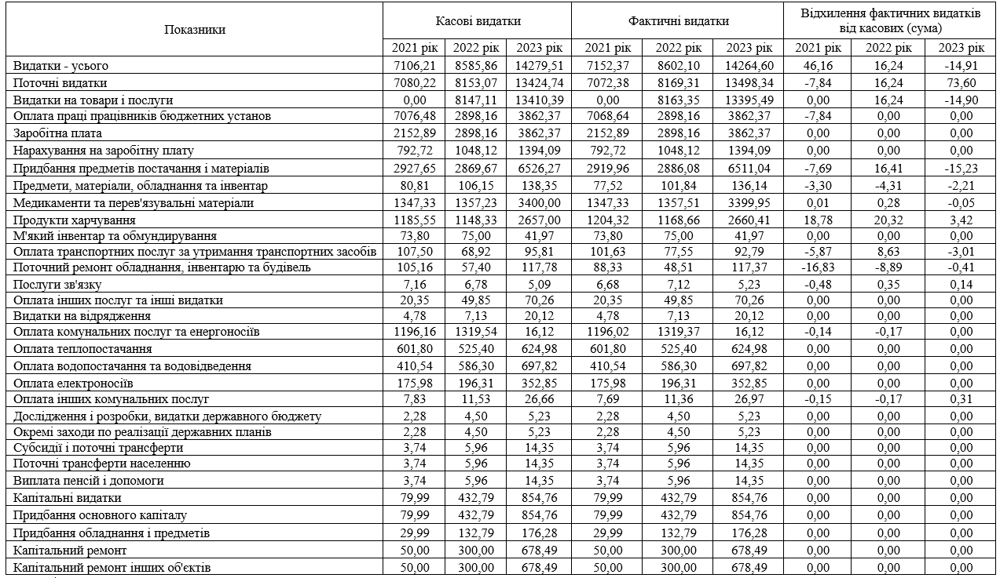 Показники Касові видатки Фактичні видатки Відхилення фактичних видатків від касових (сума)
2021 рік 2022 рік 2023 рік 2021 рік 2022 рік 2023 рік 2021 рік 2022 рік 2023 рік
Видатки - усього 7106,21 8585,86 14279,51 7152,37 8602,10 14264,60 46,16 16,24 -14,91
Поточні видатки 7080,22 8153,07 13424,74 7072,38 8169,31 13498,34 -7,84 16,24 73,60
Видатки на товари і послуги 0,00 8147,11 13410,39 0,00 8163,35 13395,49 0,00 16,24 -14,90
Оплата праці працівників бюджетних установ 7076,48 2898,16 3862,37 7068,64 2898,16 3862,37 -7,84 0,00 0,00
Заробітна плата 2152,89 2898,16 3862,37 2152,89 2898,16 3862,37 0,00 0,00 0,00
Нарахування на заробітну плату 792,72 1048,12 1394,09 792,72 1048,12 1394,09 0,00 0,00 0,00
Придбання предметів постачання і матеріалів 2927,65 2869,67 6526,27 2919,96 2886,08 6511,04 -7,69 16,41 -15,23
Предмети, матеріали, обладнання та інвентар 80,81 106,15 138,35 77,52 101,84 136,14 -3,30 -4,31 -2,21
Медикаменти та перев'язувальні матеріали 1347,33 1357,23 3400,00 1347,33 1357,51 3399,95 0,01 0,28 -0,05
Продукти харчування 1185,55 1148,33 2657,00 1204,32 1168,66 2660,41 18,78 20,32 3,42
М'який інвентар та обмундирування 73,80 75,00 41,97 73,80 75,00 41,97 0,00 0,00 0,00
Оплата транспортних послуг за утримання транспортних засобів 107,50 68,92 95,81 101,63 77,55 92,79 -5,87 8,63 -3,01
Поточний ремонт обладнання, інвентарю та будівель 105,16 57,40 117,78 88,33 48,51 117,37 -16,83 -8,89 -0,41
Послуги зв'язку 7,16 6,78 5,09 6,68 7,12 5,23 -0,48 0,35 0,14
Оплата інших послуг та інші видатки 20,35 49,85 70,26 20,35 49,85 70,26 0,00 0,00 0,00
Видатки на відрядження 4,78 7,13 20,12 4,78 7,13 20,12 0,00 0,00 0,00
Оплата комунальних послуг та енергоносіїв 1196,16 1319,54 16,12 1196,02 1319,37 16,12 -0,14 -0,17 0,00
Оплата теплопостачання 601,80 525,40 624,98 601,80 525,40 624,98 0,00 0,00 0,00
Оплата водопостачання та водовідведення 410,54 586,30 697,82 410,54 586,30 697,82 0,00 0,00 0,00
Оплата електроносіїв 175,98 196,31 352,85 175,98 196,31 352,85 0,00 0,00 0,00
Оплата інших комунальних послуг 7,83 11,53 26,66 7,69 11,36 26,97 -0,15 -0,17 0,31
Дослідження і розробки, видатки державного бюджету 2,28 4,50 5,23 2,28 4,50 5,23 0,00 0,00 0,00
Окремі заходи по реалізації державних планів 2,28 4,50 5,23 2,28 4,50 5,23 0,00 0,00 0,00
Субсидії і поточні трансферти 3,74 5,96 14,35 3,74 5,96 14,35 0,00 0,00 0,00
Поточні трансферти населенню 3,74 5,96 14,35 3,74 5,96 14,35 0,00 0,00 0,00
Виплата пенсій і допомоги 3,74 5,96 14,35 3,74 5,96 14,35 0,00 0,00 0,00
Капітальні видатки 79,99 432,79 854,76 79,99 432,79 854,76 0,00 0,00 0,00
Придбання основного капіталу 79,99 432,79 854,76 79,99 432,79 854,76 0,00 0,00 0,00
Придбання обладнання і предметів 29,99 132,79 176,28 29,99 132,79 176,28 0,00 0,00 0,00
Капітальний ремонт 50,00 300,00 678,49 50,00 300,00 678,49 0,00 0,00 0,00
Капітальний ремонт інших об'єктів 50,00 300,00 678,49 50,00 300,00 678,49 0,00 0,00 0,00